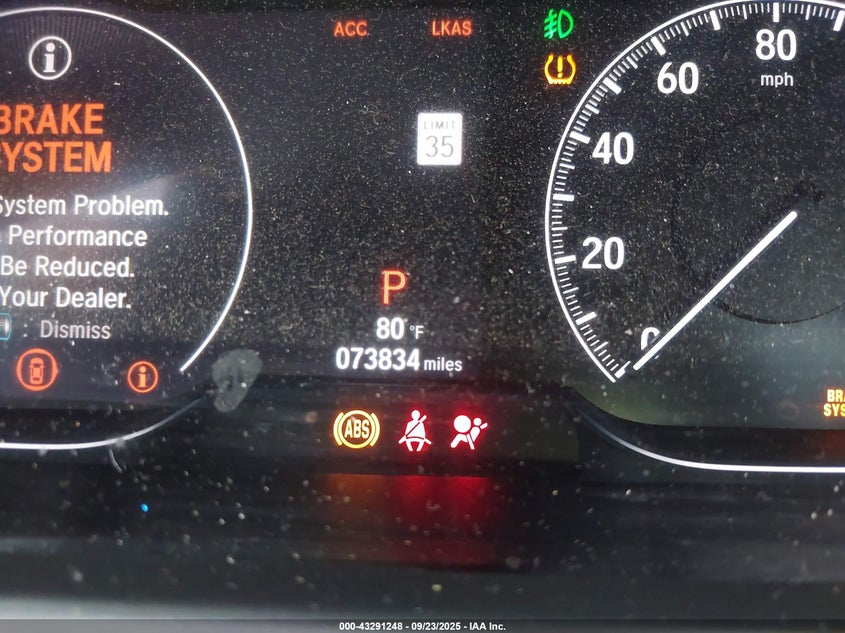 ACC
LKAS
BRAKE
SYSTEM
System Problem.
Performance
Be Reduced.
Your Dealer.
: Dismiss
LIMIT
35
P
80 °F
073834 miles
ABS
80
mph
60
40
20
0
000-43291248 - 09/23/2025 - IAA Inc.